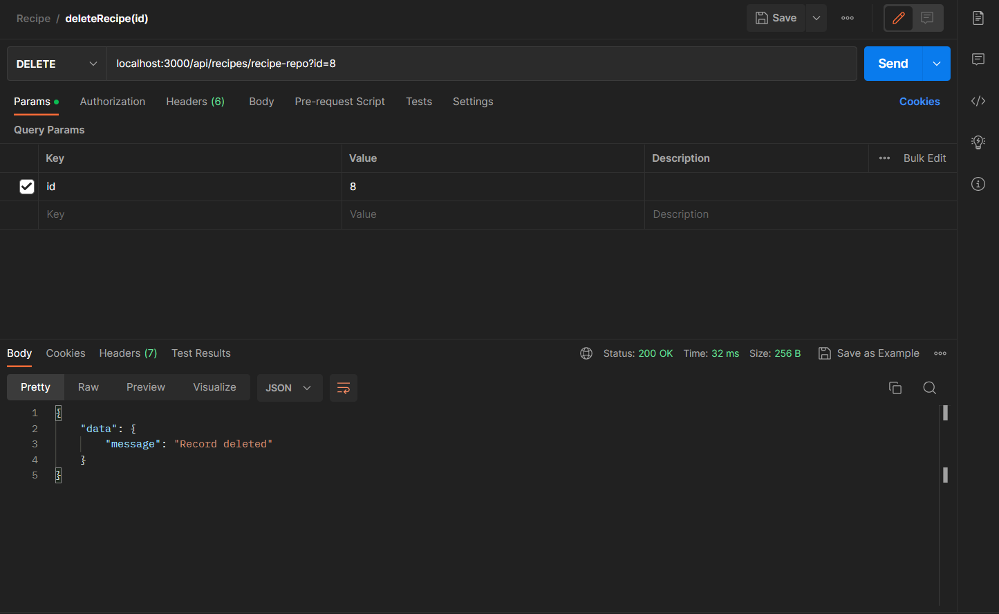 Recipe / deleteRecipe(id)
Save
DELETE
localhost:3000/api/recipes/recipe-repo?id=8
Send
Params Authorization Headers (6) Body Pre-request Script Tests Settings Cookies
Query Params
Key Value Description Bulk Edit
id 8
Key Value Description
Body Cookies Headers (7) Test Results Status: 200 OK Time: 32 ms Size: 256 B Save as Example
Pretty Raw Preview Visualize JSON
1 {
2 "data": {
3 "message": "Record deleted"
4 }
5 }